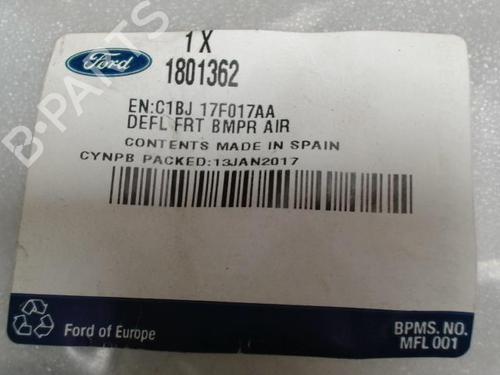 Ford
1 X
1801362
EN:C1BJ 17F017AA
DEFL FRT BMPR AIR
CONTENTS MADE IN SPAIN
CYNPB PACKED:13JAN2017
Ford of Europe
BPMS. NO.
MFL 001
B-PARTS